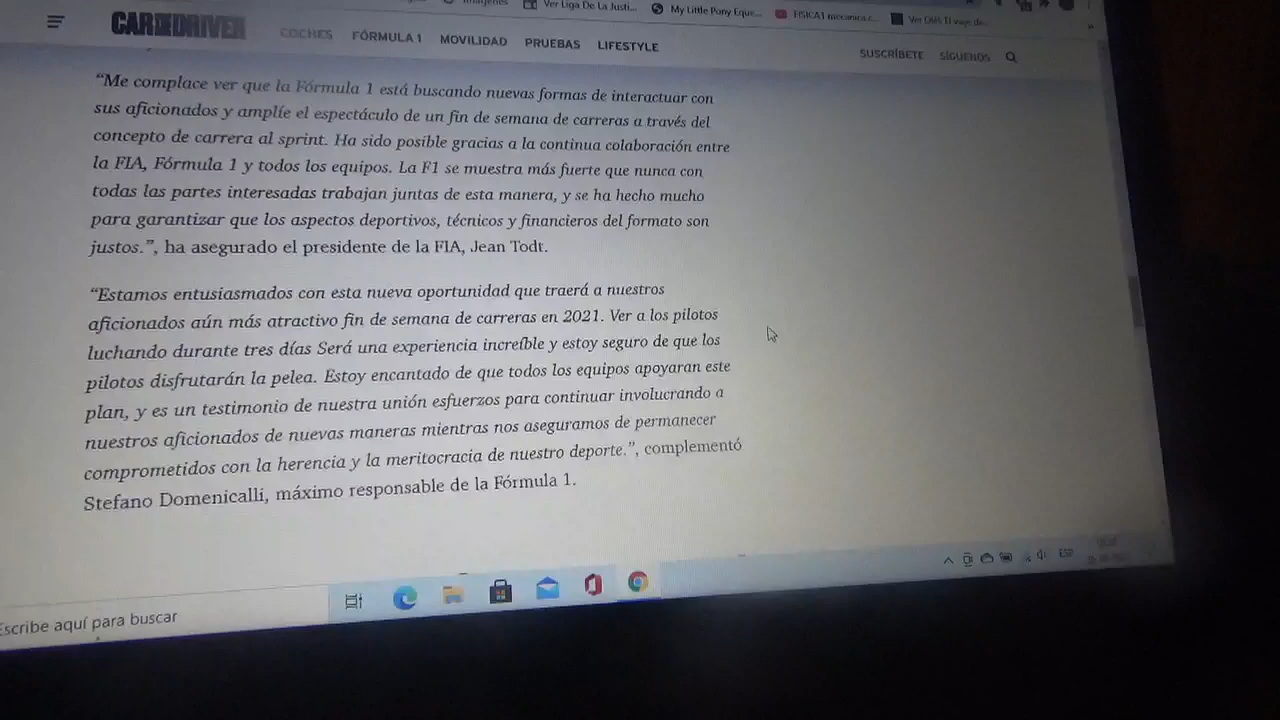 Imágenes Ver Liga De La Justi... My Little Pony Eque... FISICA1 mecanica c... Ver
CAR AND DRIVER COCHES FÓRMULA 1 MOVILIDAD PRUEBAS LIFESTYLE SUSCRÍBETE SÍGUENOS
“Me complace ver que la Fórmula 1 está buscando nuevas formas de interactuar con
sus aficionados y amplíe el espectáculo de un fin de semana de carreras a través del
concepto de carrera al sprint. Ha sido posible gracias a la continua colaboración entre
la FIA, Fórmula 1 y todos los equipos. La F1 se muestra más fuerte que nunca con
todas las partes interesadas trabajan juntas de esta manera, y se ha hecho mucho
para garantizar que los aspectos deportivos, técnicos y financieros del formato son
justos.”, ha asegurado el presidente de la FIA, Jean Todt.
“Estamos entusiasmados con esta nueva oportunidad que traerá a nuestros
aficionados aún más atractivo fin de semana de carreras en 2021. Ver a los pilotos
luchando durante tres días Será una experiencia increíble y estoy seguro de que los
pilotos disfrutarán la pelea. Estoy encantado de que todos los equipos apoyaran este
plan, y es un testimonio de nuestra unión esfuerzos para continuar involucrando a
nuestros aficionados de nuevas maneras mientras nos aseguramos de permanecer
comprometidos con la herencia y la meritocracia de nuestro deporte.”, complementó
Stefano Domenicalli, máximo responsable de la Fórmula 1.
Escribe aquí para buscar ESP